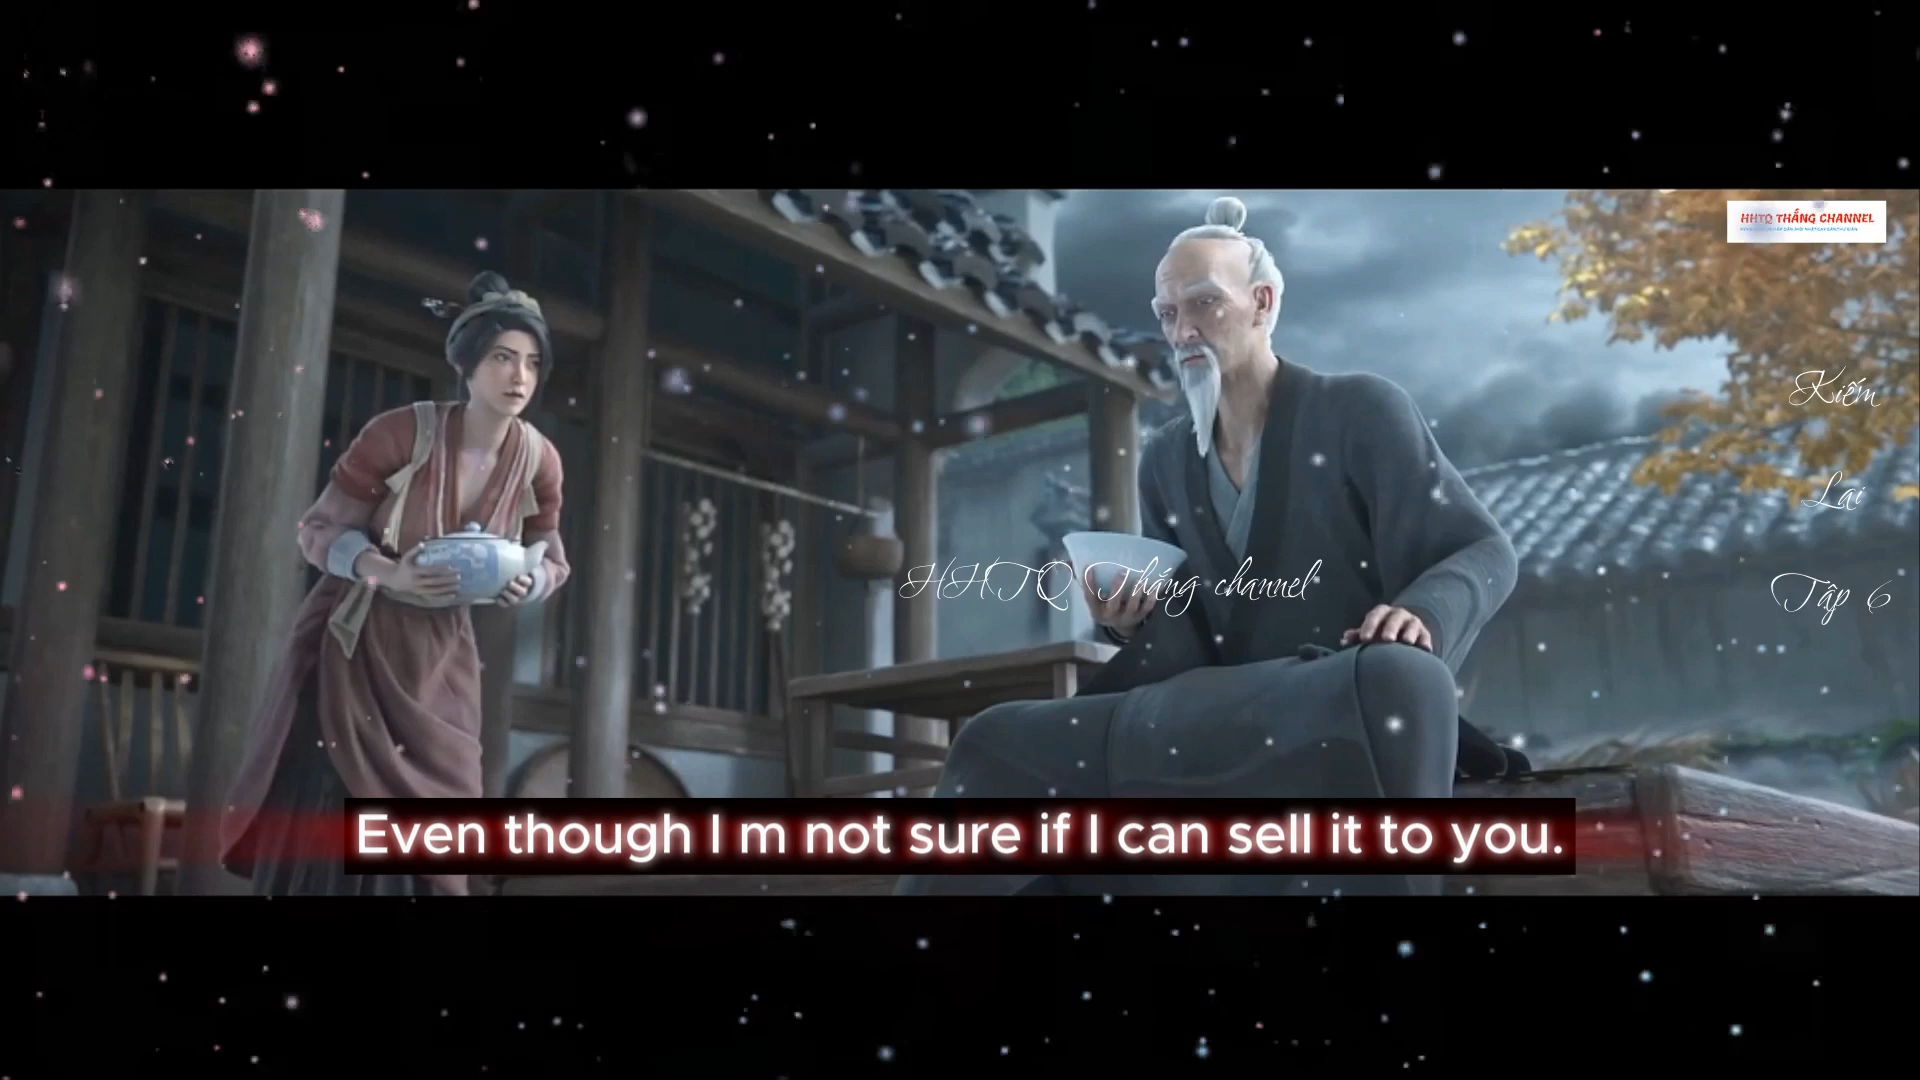 HHTQ THẮNG CHANNEL
Kiếm
Lai
HHTQ Thắng channel
Tập 6
Even though I m not sure if I can sell it to you.